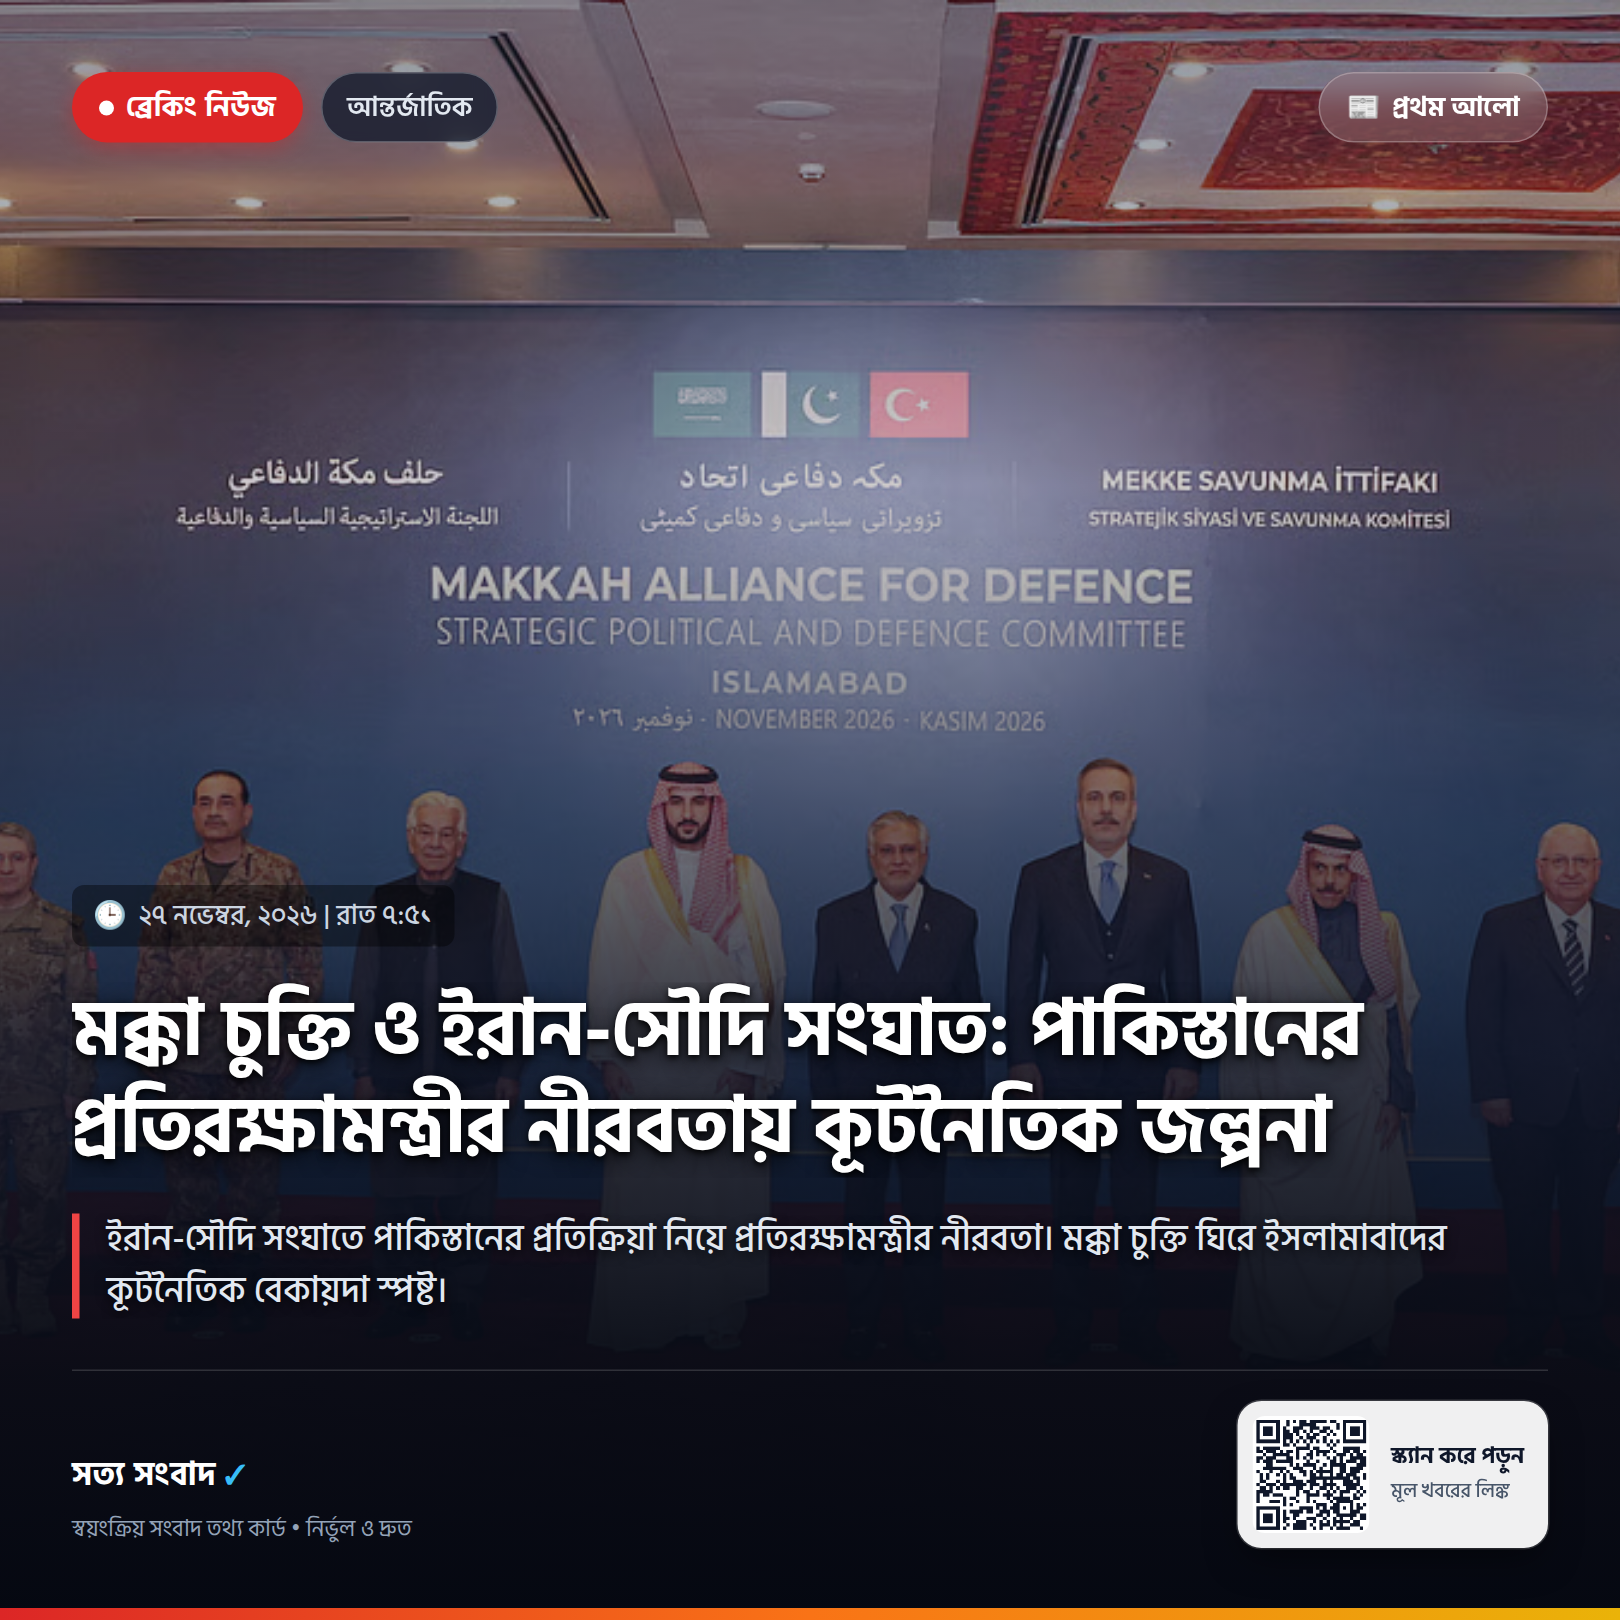 ব্রেকিং নিউজ
আন্তর্জাতিক
প্রথম আলো
حلف مكة الدفاعي
اللجنة الاستراتيجية السياسية والدفاعية
مکہ دفاعی اتحاد
تزویراتی سیاسی و دفاعی کمیٹی
MEKKE SAVUNMA İTTİFAKI
STRATEJİK SİYASİ VE SAVUNMA KOMİTESİ
MAKKAH ALLIANCE FOR DEFENCE
STRATEGIC POLITICAL AND DEFENCE COMMITTEE
ISLAMABAD
نوفمبر ٢٠٢٦ · NOVEMBER 2026 · KASIM 2026
২৭ নভেম্বর, ২০২৬ | রাত
মক্কা চুক্তি ও ইরান-সৌদি সংঘাত: পাকিস্তানের
প্রতিরক্ষামন্ত্রীর নীরবতায় কূটনৈতিক জল্পনা
ইরান-সৌদি সংঘাতে পাকিস্তানের প্রতিক্রিয়া নিয়ে প্রতিরক্ষামন্ত্রীর নীরবতা। মক্কা চুক্তি ঘিরে ইসলামাবাদের
কূটনৈতিক বেকায়দা স্পষ্ট।
সত্য সংবাদ ✓
স্বয়ংক্রিয় সংবাদ তথ্য কার্ড • নির্ভুল ও দ্রুত
স্ক্যান করে পড়ুন
মূল খবরের লিঙ্ক